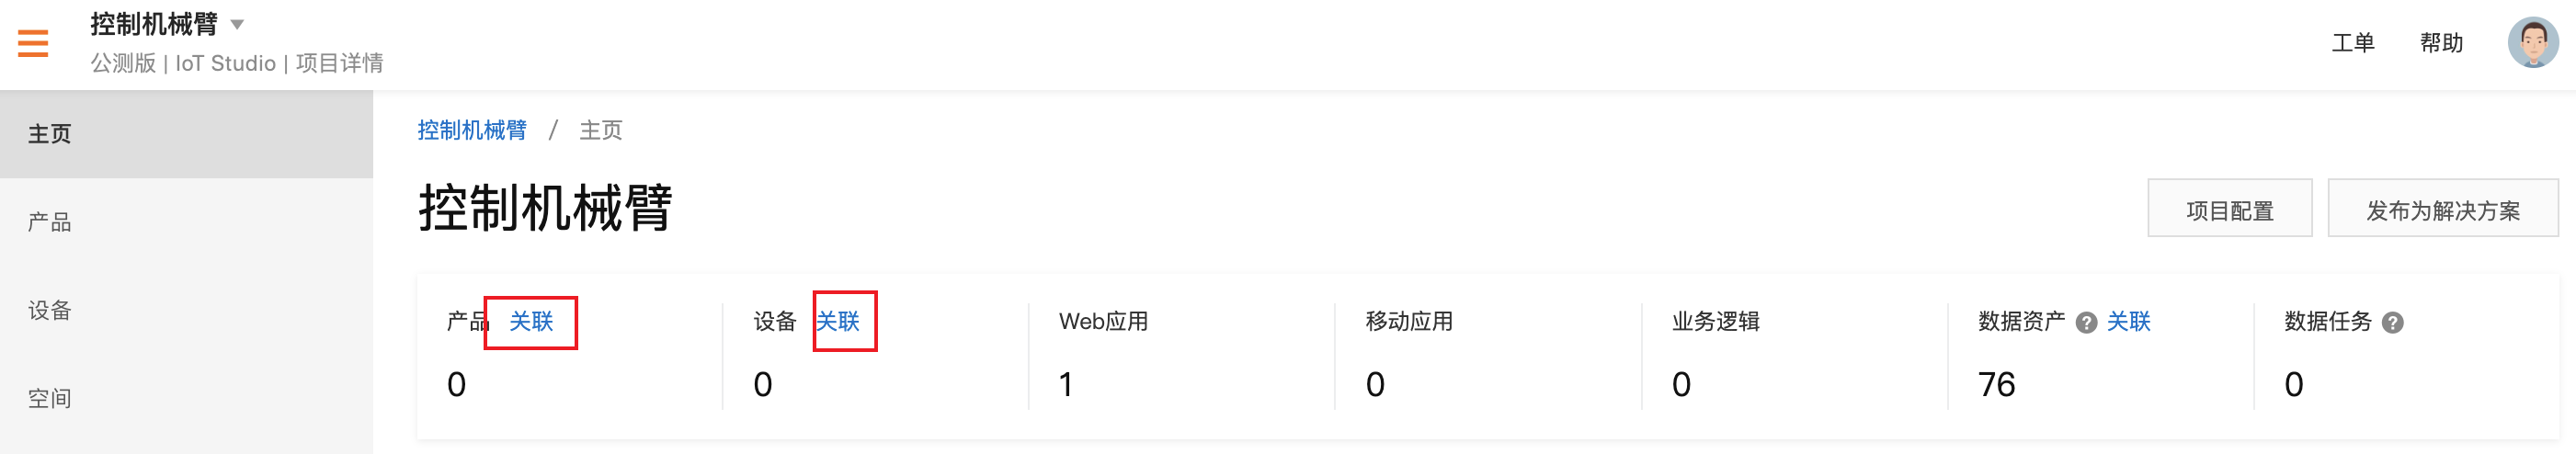 控制机械臂
公测版 | IoT Studio | 项目详情
工单 帮助
主页
产品
设备
空间
控制机械臂 / 主页
控制机械臂
项目配置 发布为解决方案
产品 关联 设备 关联 Web应用 移动应用 业务逻辑 数据资产 ? 关联 数据任务 ?
0 0 1 0 0 76 0